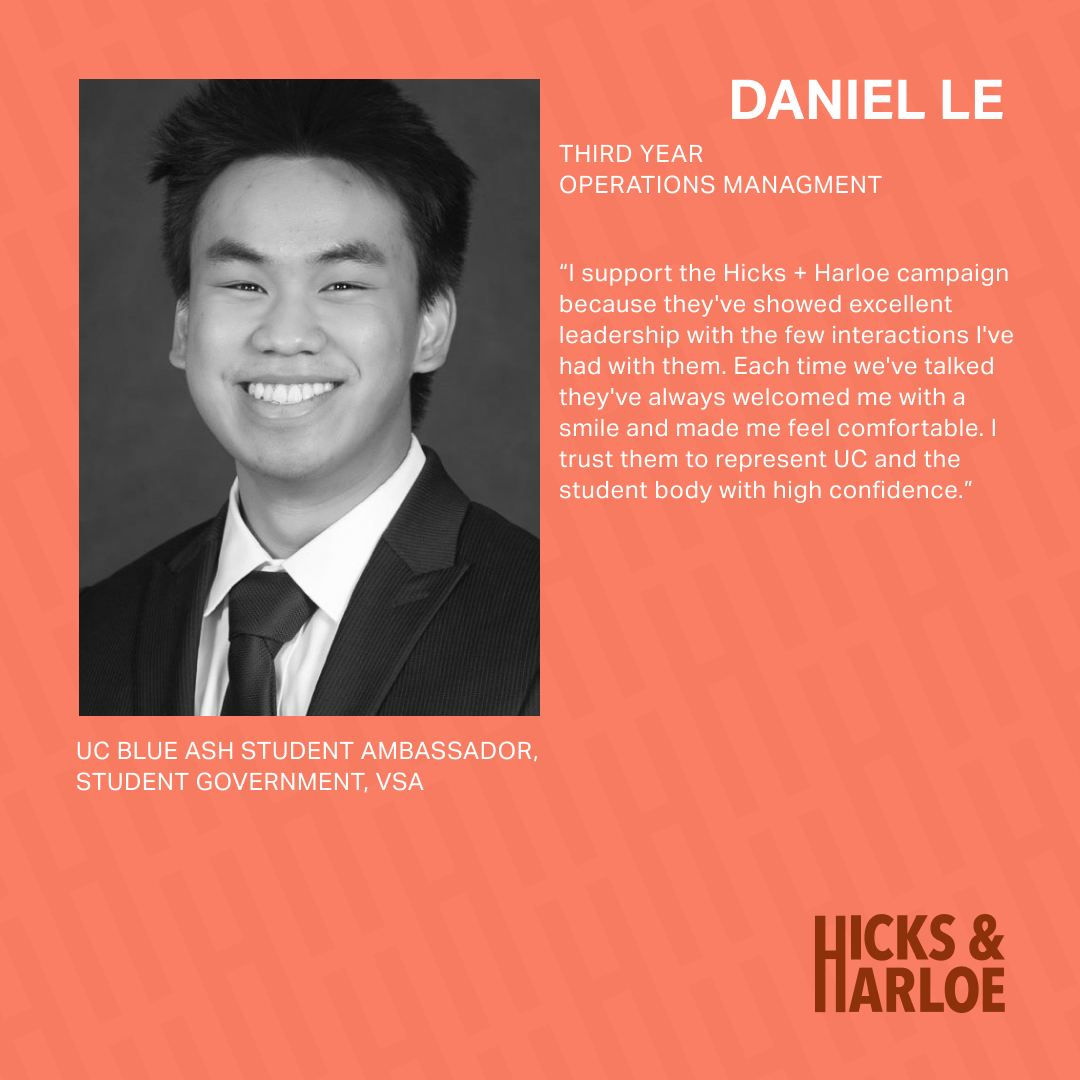 DANIEL LE
THIRD YEAR
OPERATIONS MANAGMENT
“I support the Hicks + Harloe campaign
because they've showed excellent
leadership with the few interactions I've
had with them. Each time we've talked
they've always welcomed me with a
smile and made me feel comfortable. I
trust them to represent UC and the
student body with high confidence.”
UC BLUE ASH STUDENT AMBASSADOR,
STUDENT GOVERNMENT, VSA
HICKS &
HARLOE